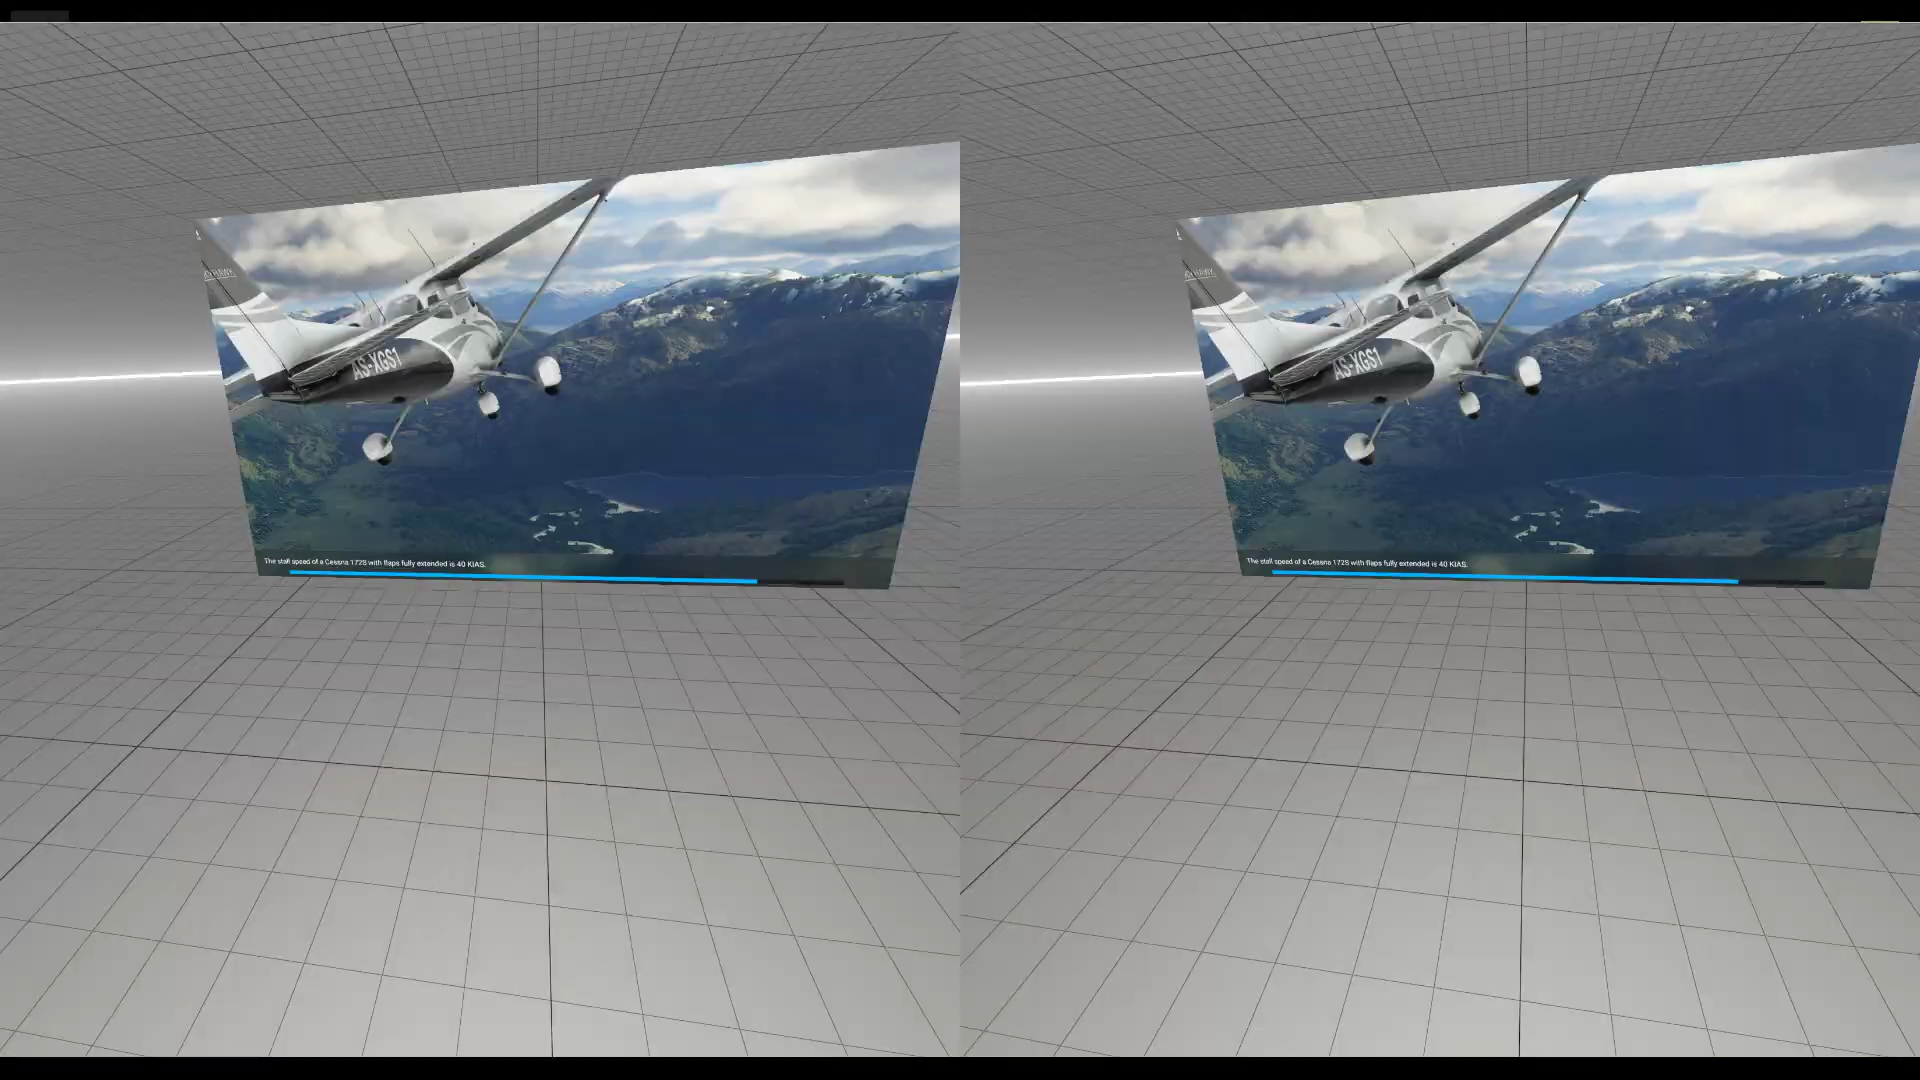 AS-XGS1
The stall speed of a Cessna 172S with flaps fully extended is 40 KIAS.
AS-XGS1
The stall speed of a Cessna 172S with flaps fully extended is 40 KIAS.